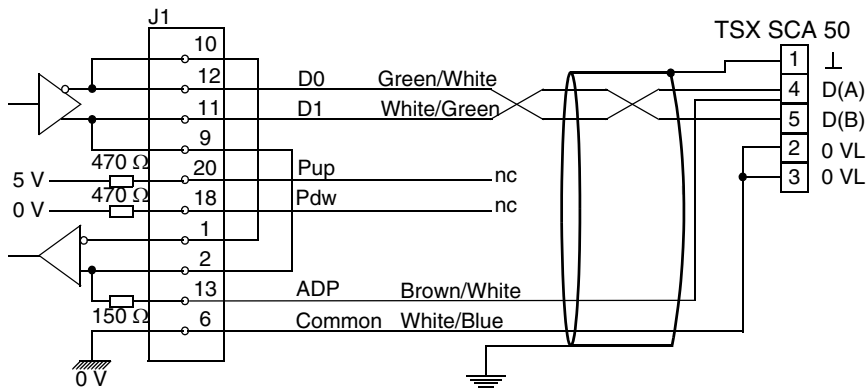 J1
TSX SCA 50
10
1 ⊥
12 D0 Green/White
4 D(A)
11 D1 White/Green
5 D(B)
9
2 0 VL
470 Ω
5 V 20 Pup nc
3 0 VL
470 Ω
0 V 18 Pdw nc
1
2
13 ADP Brown/White
150 Ω
6 Common White/Blue
0 V